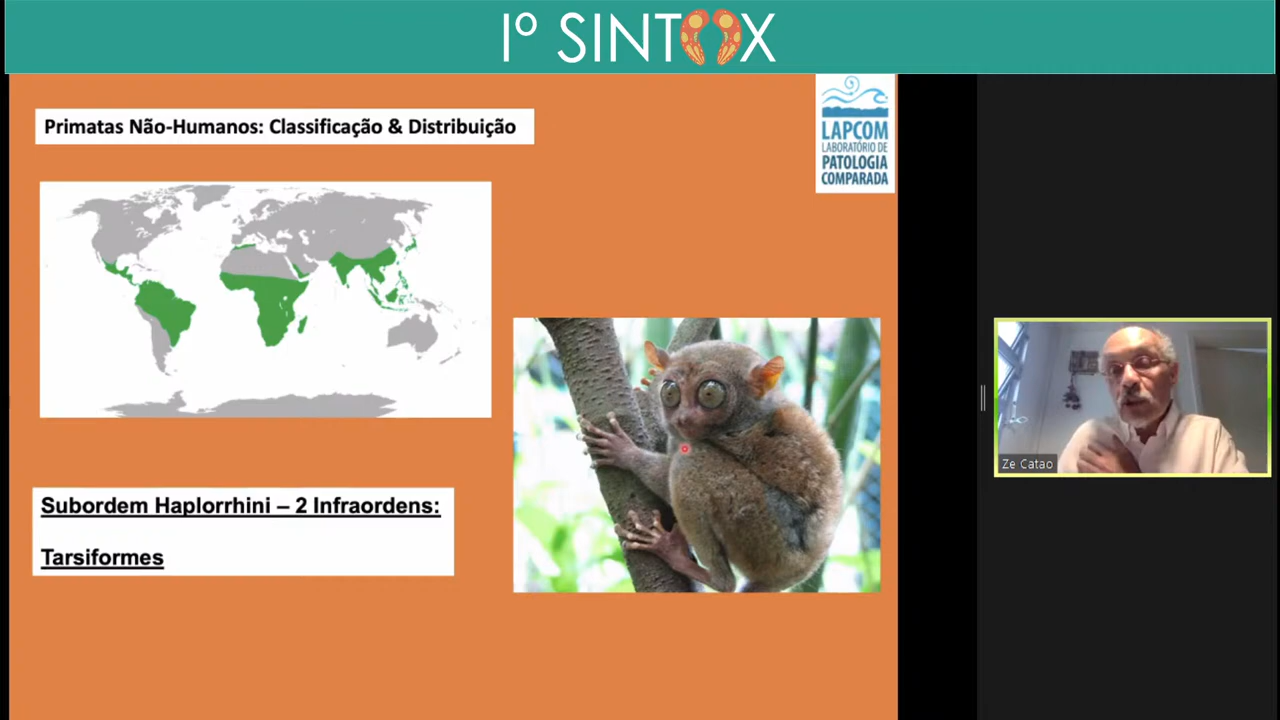 Iº SINTOX
Primatas Não-Humanos: Classificação & Distribuição
LAPCOM
LABORATÓRIO DE
PATOLOGIA
COMPARADA
Subordem Haplorrhini – 2 Infraordens:
Tarsiformes
Ze Catao